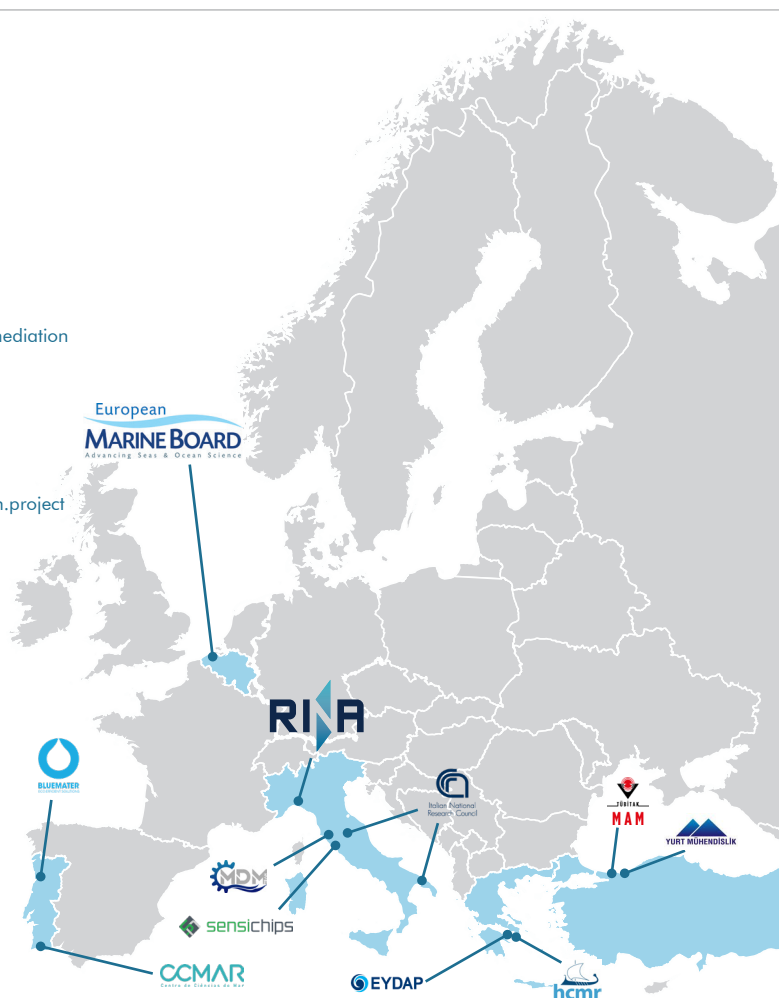 mediation
European
MARINE BOARD
Advancing Seas & Ocean Science
n.project
RINA
BLUEMATER
Italian National
Research Council
TÜBİTAK
MAM
YURT MÜHENDİSLİK
MDM
sensichips
CCMAR
Centro de Ciências do Mar
EYDAP
hcmr